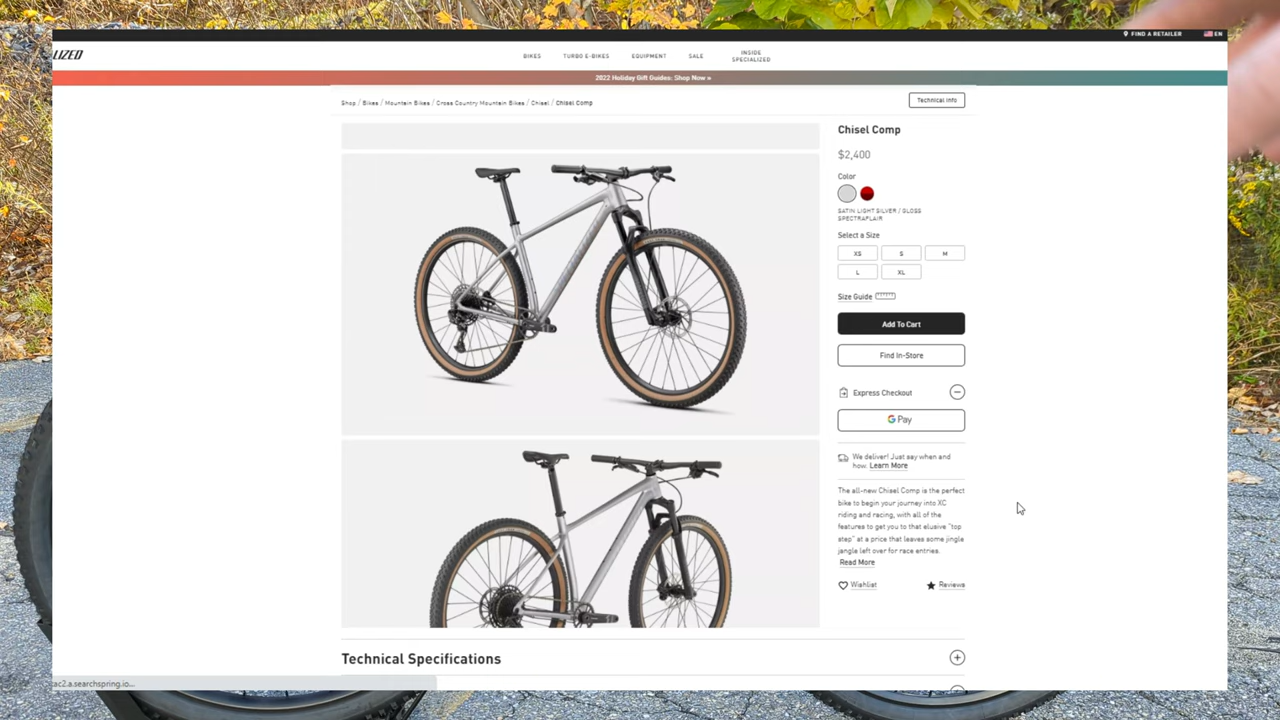 FIND A RETAILER
EN
LIZED
BIKES
TURBO E-BIKES
EQUIPMENT
SALE
INSIDE
SPECIALIZED
2022 Holiday Gift Guides: Shop Now »
Shop / Bikes / Mountain Bikes / Cross Country Mountain Bikes / Chisel / Chisel Comp
Technical Info
Chisel Comp
$2,400
Color
SATIN LIGHT SILVER / GLOSS
SPECTRAFLAIR
Select a Size
XS
S
M
L
XL
Size Guide
Add To Cart
Find In-Store
Express Checkout
G Pay
We deliver! Just say when and
how. Learn More
The all-new Chisel Comp is the perfect
bike to begin your journey into XC
riding and racing, with all of the
features to get you to that elusive "top
step" at a price that leaves some jingle
jangle left over for race entries.
Read More
Wishlist
Reviews
Technical Specifications
ac2.a.searchspring.io...